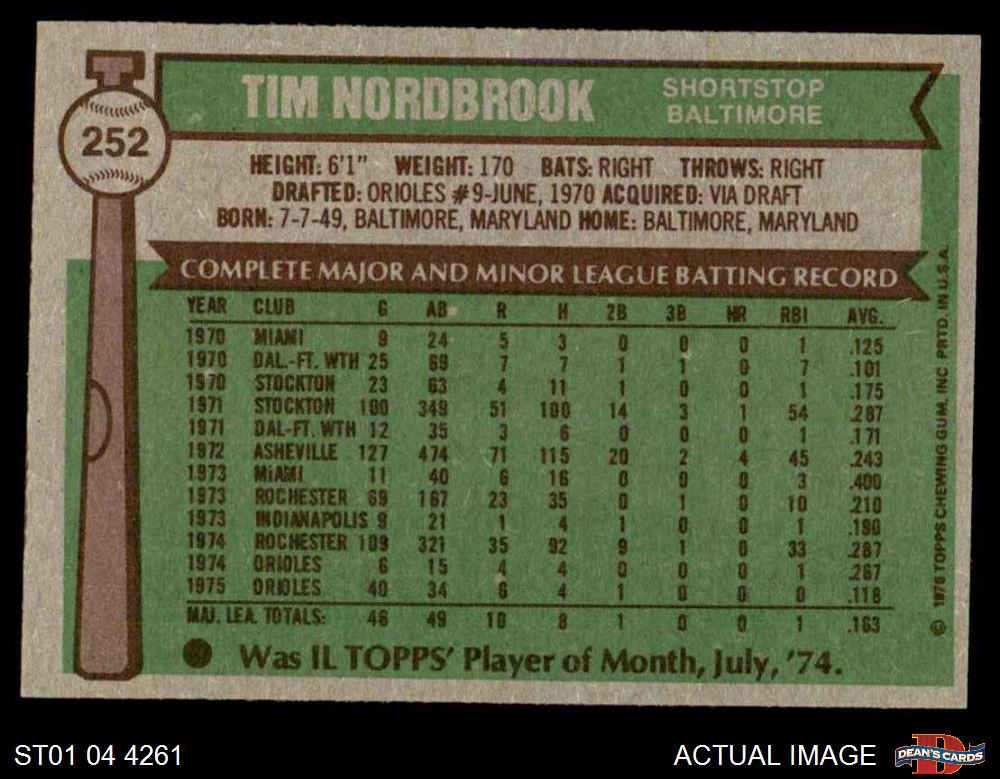 252
TIM NORDBROOK
SHORTSTOP
BALTIMORE
HEIGHT: 6'1" WEIGHT: 170 BATS: RIGHT THROWS: RIGHT
DRAFTED: ORIOLES #9-JUNE, 1970 ACQUIRED: VIA DRAFT
BORN: 7-7-49, BALTIMORE, MARYLAND HOME: BALTIMORE, MARYLAND
COMPLETE MAJOR AND MINOR LEAGUE BATTING RECORD
YEAR CLUB G AB R H 2B 3B HR RBI AVG.
1970 MIAMI 9 24 5 3 0 0 0 1 .125
1970 DAL.-FT. WTH 25 69 7 7 1 1 0 7 .101
1970 STOCKTON 23 63 4 11 1 0 0 1 .175
1971 STOCKTON 100 349 51 100 14 3 1 54 .287
1971 DAL-FT. WTH 12 35 3 6 0 0 0 1 .171
1972 ASHEVILLE 127 474 71 115 20 2 4 45 .243
1973 MIAMI 11 40 6 16 0 0 0 3 .400
1973 ROCHESTER 69 167 23 35 0 1 0 10 .210
1973 INDIANAPOLIS 9 21 1 4 1 0 0 1 .190
1974 ROCHESTER 109 321 35 92 9 1 0 33 .287
1974 ORIOLES 6 15 4 4 0 0 0 1 .267
1975 ORIOLES 40 34 6 4 1 0 0 0 .118
MAJ. LEA. TOTALS: 46 49 10 8 1 0 0 1 .163
Was IL TOPPS' Player of Month, July, '74.
© 1976 TOPPS CHEWING GUM, INC PRTD. IN U.S.A.
ST01 04 4261
ACTUAL IMAGE
DEAN'S CARDS